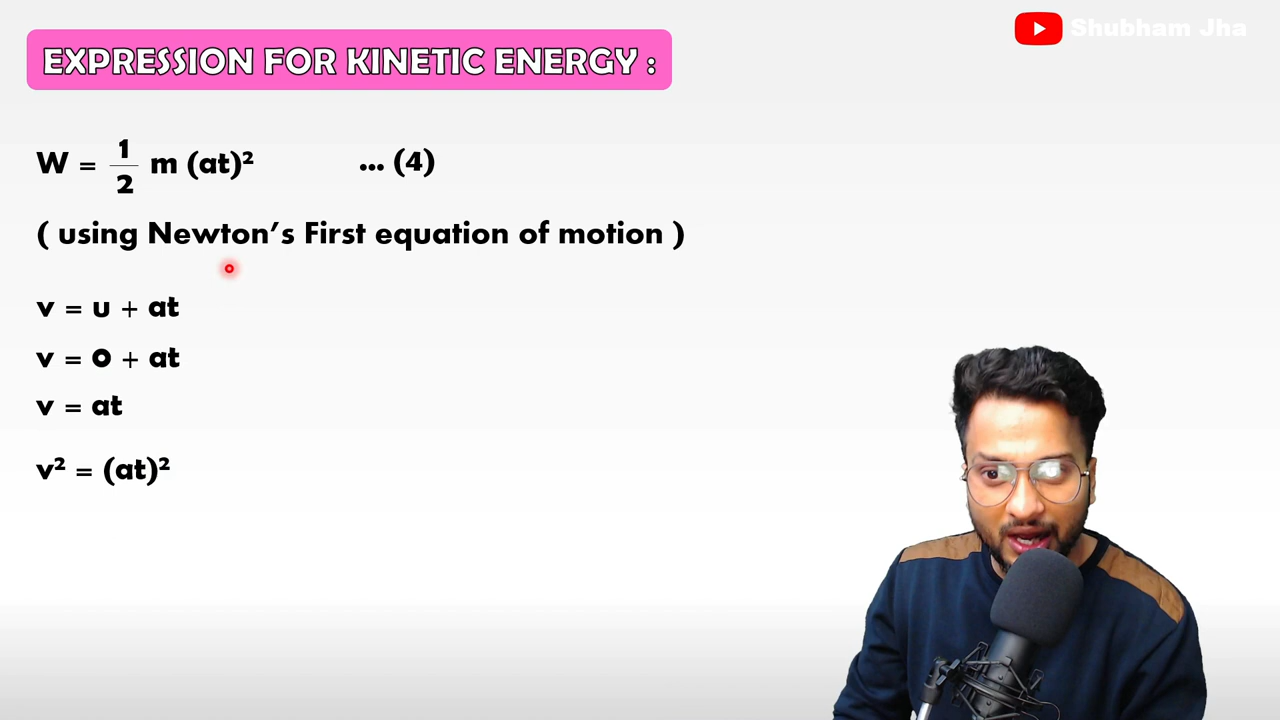 Shubham Jha
EXPRESSION FOR KINETIC ENERGY :
W = 1/2 m (at)² ... (4)
( using Newton's First equation of motion )
v = u + at
v = 0 + at
v = at
v² = (at)²